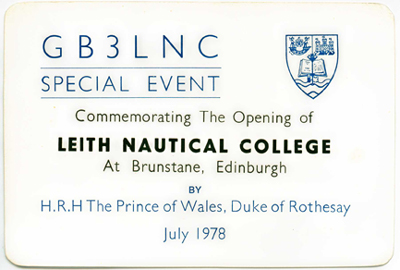 GB3LNC
SPECIAL EVENT
Commemorating The Opening of
LEITH NAUTICAL COLLEGE
At Brunstane, Edinburgh
BY
H.R.H The Prince of Wales, Duke of Rothesay
July 1978